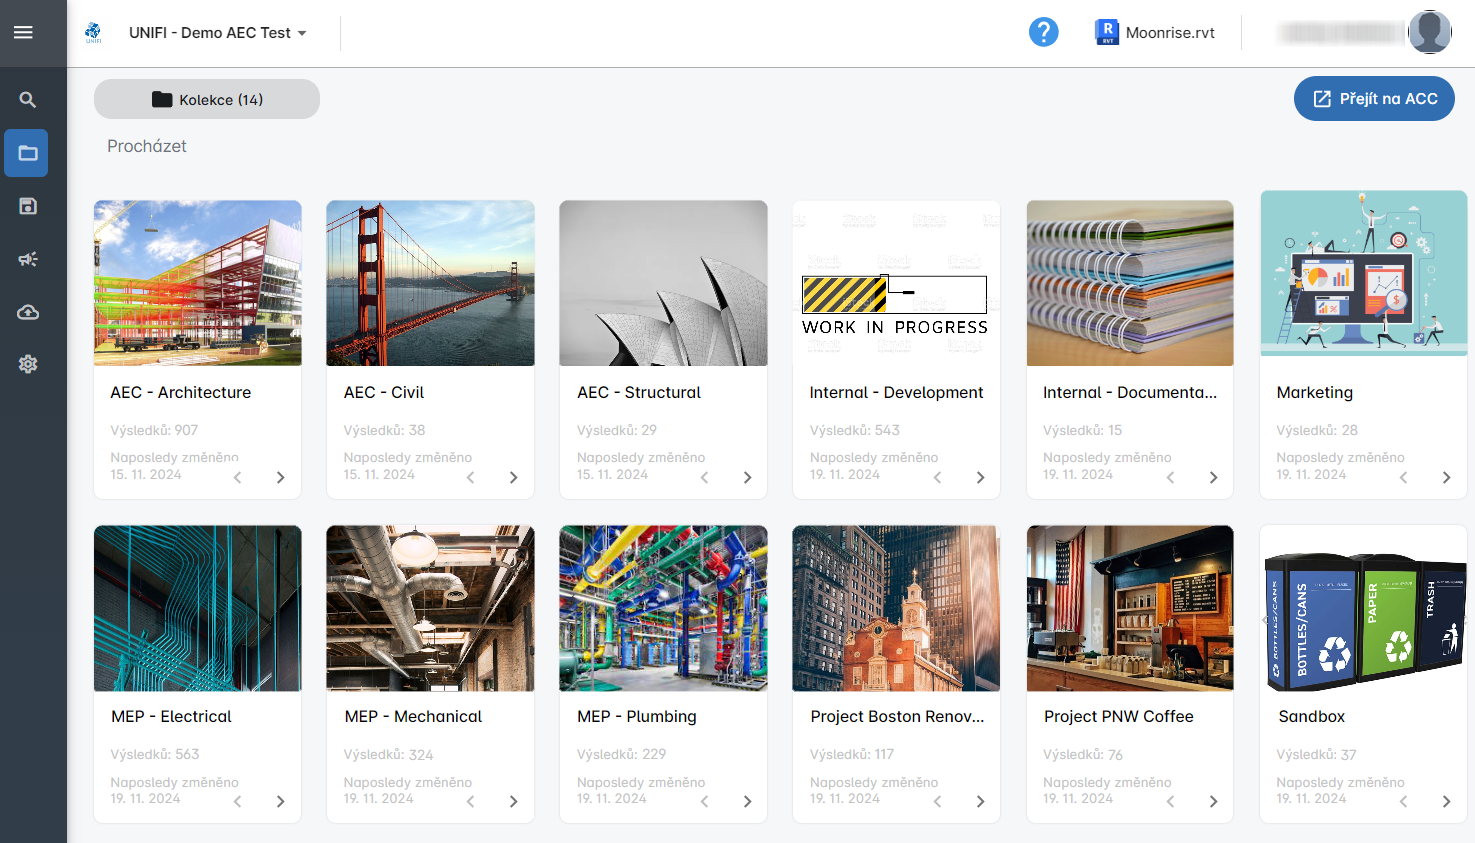 UNIFI
UNIFI - Demo AEC Test
?
R
RVT
Moonrise.rvt
Kolekce (14)
Přejít na ACC
Procházet
WORK IN PROGRESS
AEC - Architecture
Výsledků: 907
Naposledy změněno
15. 11. 2024
AEC - Civil
Výsledků: 38
Naposledy změněno
15. 11. 2024
AEC - Structural
Výsledků: 29
Naposledy změněno
15. 11. 2024
Internal - Development
Výsledků: 543
Naposledy změněno
19. 11. 2024
Internal - Documenta...
Výsledků: 15
Naposledy změněno
19. 11. 2024
Marketing
Výsledků: 28
Naposledy změněno
19. 11. 2024
BOTTLES/CANS
BOTTLES/CANS
PAPER
TRASH
MEP - Electrical
Výsledků: 563
Naposledy změněno
19. 11. 2024
MEP - Mechanical
Výsledků: 324
Naposledy změněno
19. 11. 2024
MEP - Plumbing
Výsledků: 229
Naposledy změněno
19. 11. 2024
Project Boston Renov...
Výsledků: 117
Naposledy změněno
19. 11. 2024
Project PNW Coffee
Výsledků: 76
Naposledy změněno
19. 11. 2024
Sandbox
Výsledků: 37
Naposledy změněno
19. 11. 2024